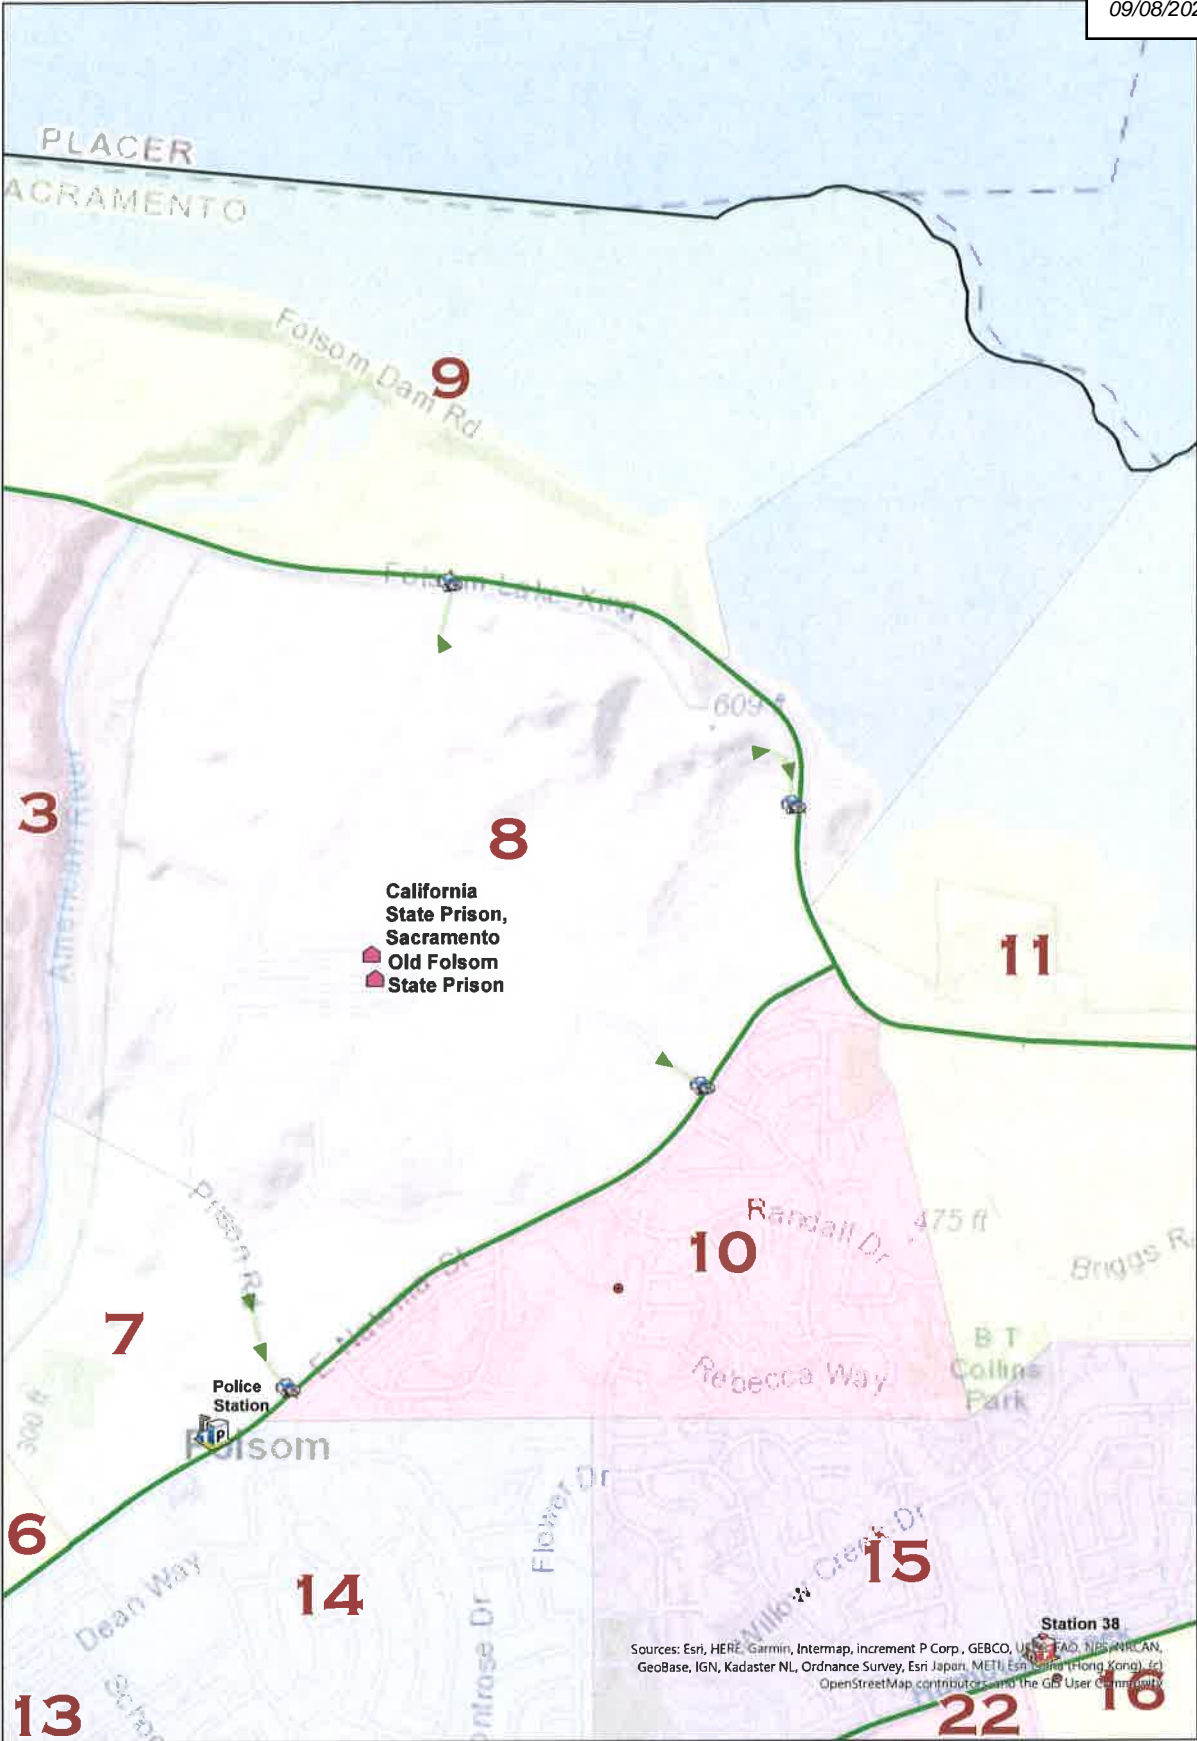 09/08/202
PLACER
ACRAMENTO
Folsom Dam Rd
9
Folsom Lake Xing
609 ft
3
American River
8
California
State Prison,
Sacramento
Old Folsom
State Prison
11
Prison Rd
E Natoma St
10
Randall Dr
475 ft
Briggs R
7
B T
Collins
Park
Rebecca Way
Police
Station
Folsom
300 ft
6
Flower Dr
Dean Way
14
Willow Creek Dr
15
ntrose Dr
Schoo
Station 38
Sources: Esri, HERE, Garmin, Intermap, increment P Corp., GEBCO, USGS, FAO, NPS, NRCAN,
GeoBase, IGN, Kadaster NL, Ordnance Survey, Esri Japan, METI, Esri China (Hong Kong), (c)
OpenStreetMap contributors, and the GIS User Community
13
22
16